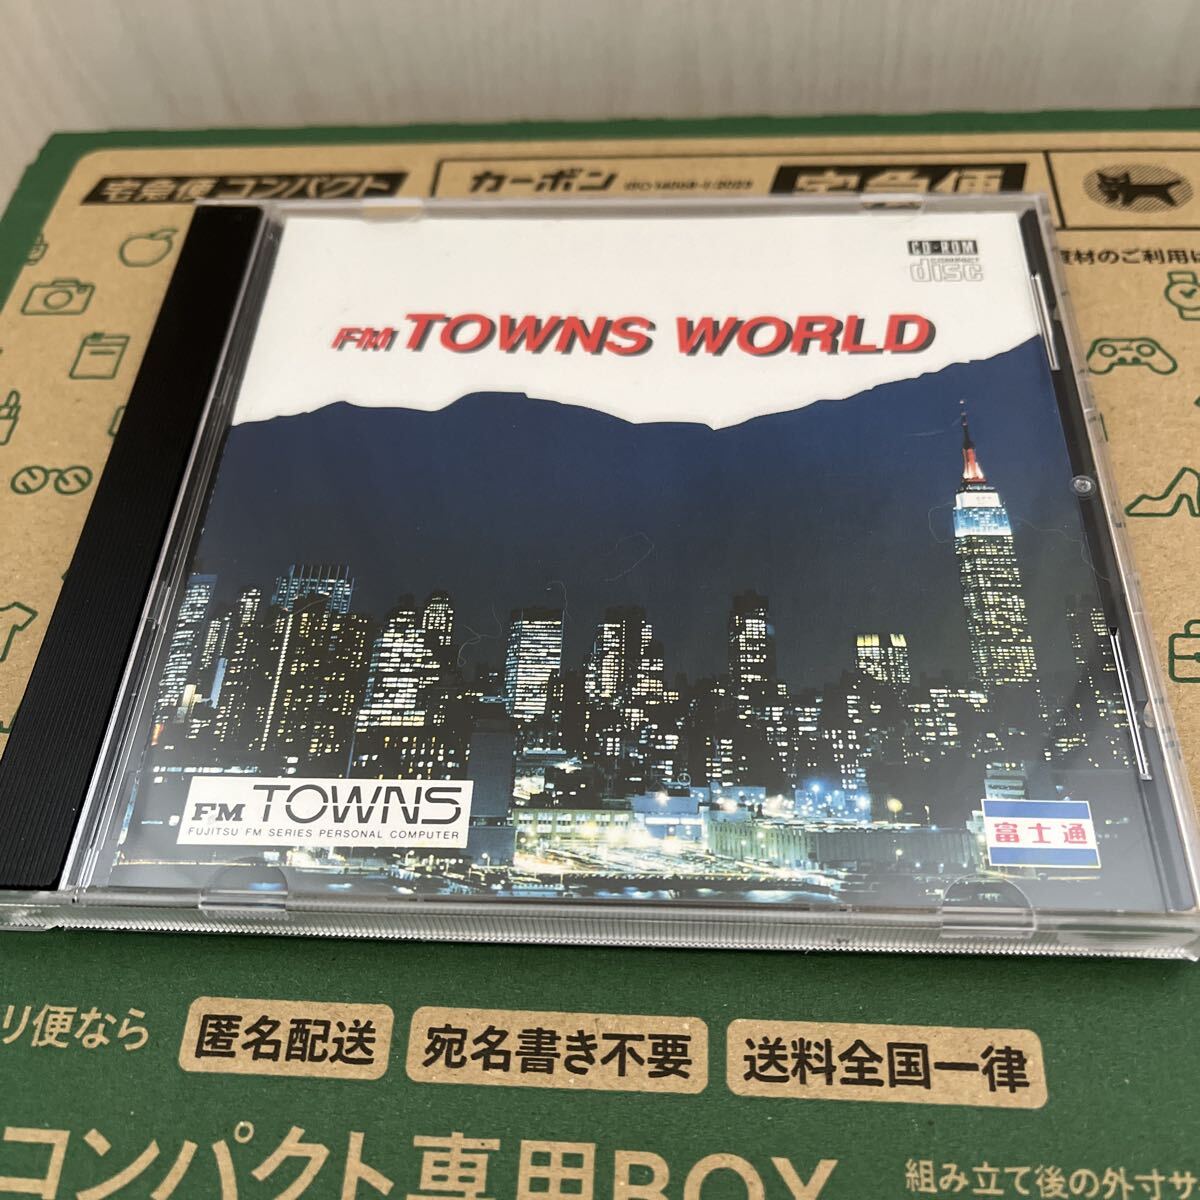 宅急便コンパクト
カーボン
宅急便
資材のご利用は
CD-ROM
COMPACT
disc
FM TOWNS WORLD
FM TOWNS
FUJITSU FM SERIES PERSONAL COMPUTER
富士通
リ便なら
匿名配送
宛名書き不要
送料全国一律
コンパクト専用BOX
組み立て後の外寸サ